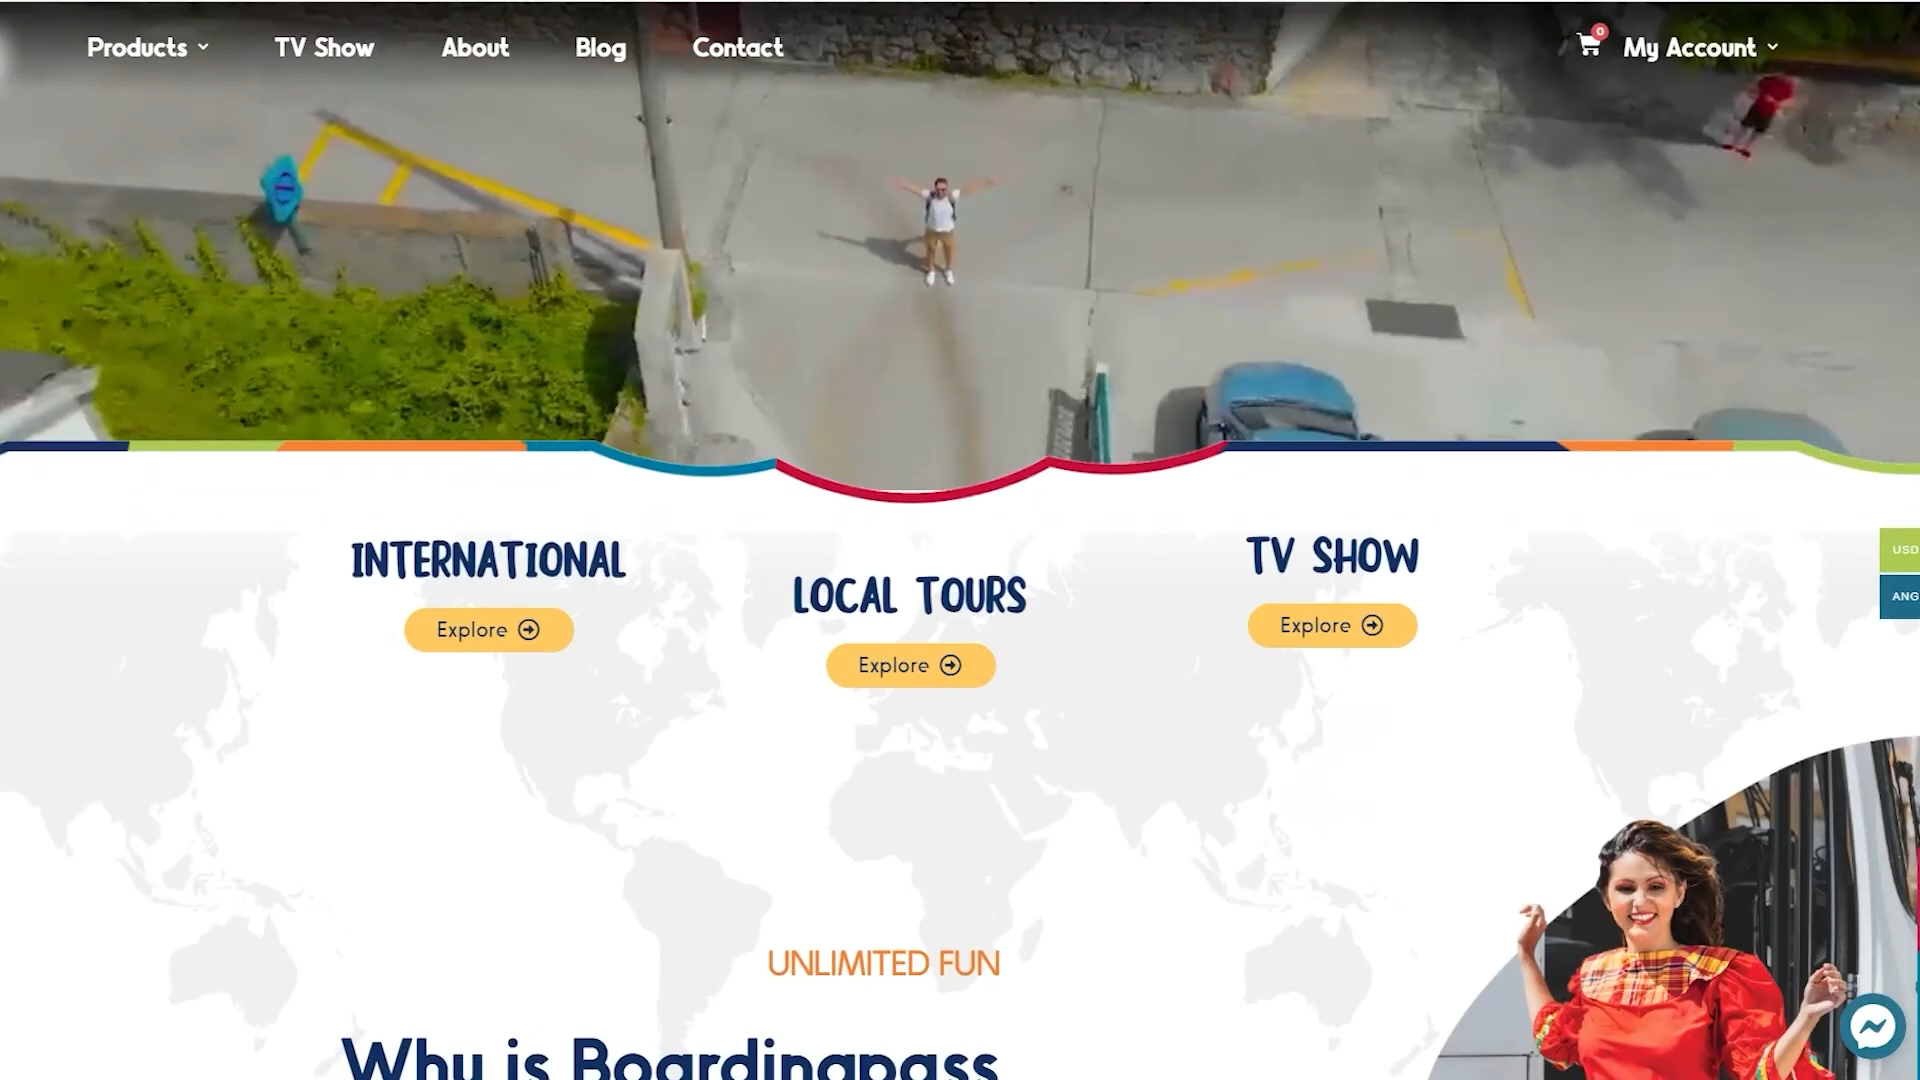 Products
TV Show
About
Blog
Contact
0
My Account
INTERNATIONAL
Explore
LOCAL TOURS
Explore
TV SHOW
Explore
USD
ANG
UNLIMITED FUN
Why is Boardingpass